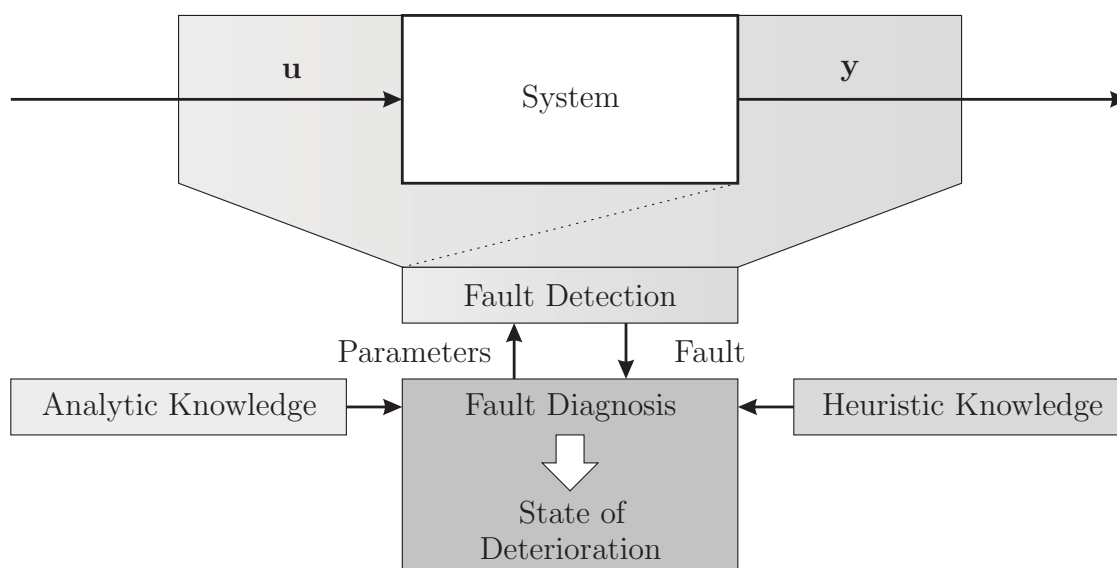 u
y
System
Fault Detection
Parameters
Fault
Analytic Knowledge
Fault Diagnosis
Heuristic Knowledge
State of
Deterioration